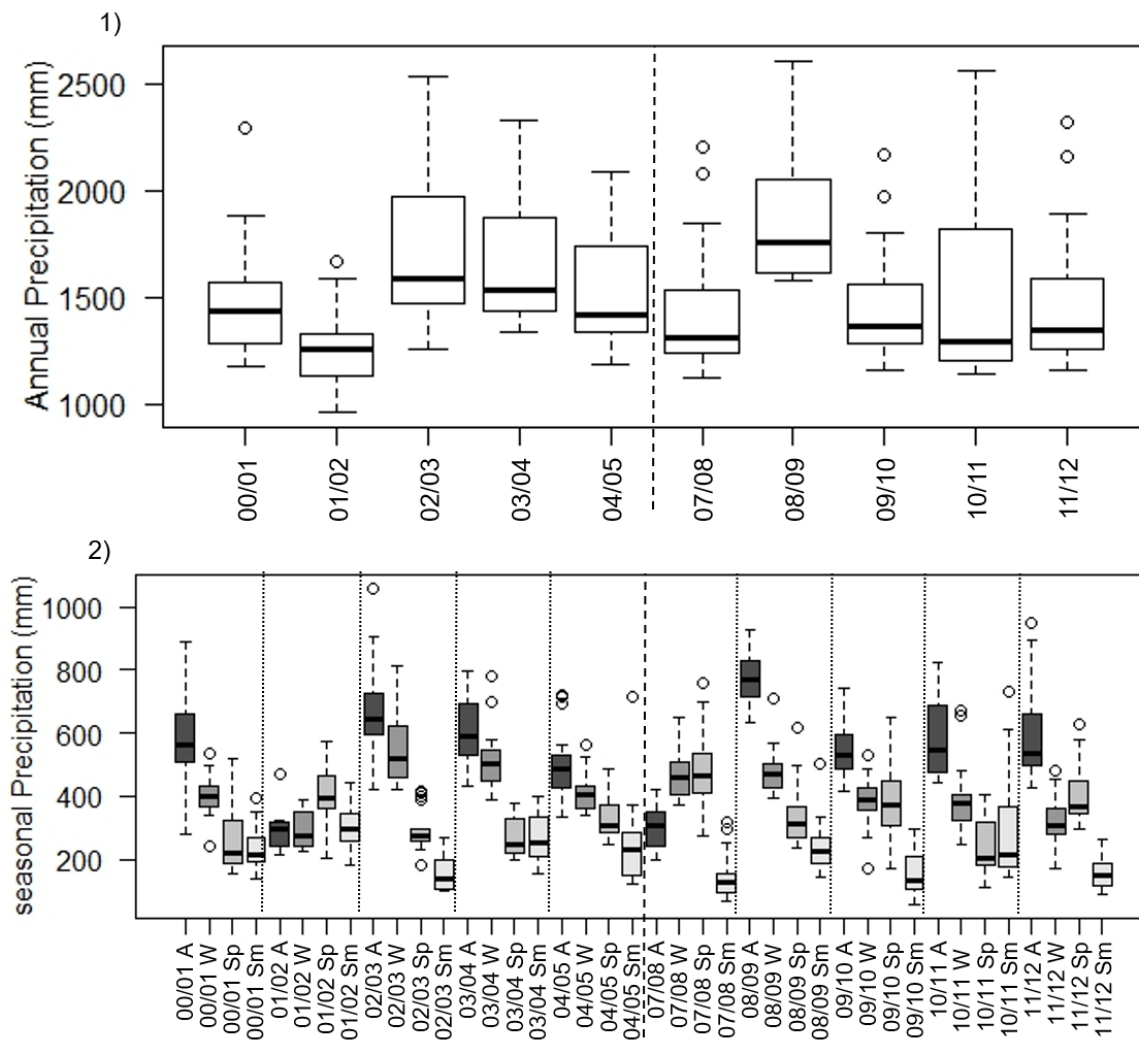 1)
Annual Precipitation (mm)
2500
2000
1500
1000
00/01
01/02
02/03
03/04
04/05
07/08
08/09
09/10
10/11
11/12
2)
seasonal Precipitation (mm)
1000
800
600
400
200
00/01 A
00/01 W
00/01 Sp
00/01 Sm
01/02 A
01/02 W
01/02 Sp
01/02 Sm
02/03 A
02/03 W
02/03 Sp
02/03 Sm
03/04 A
03/04 W
03/04 Sp
03/04 Sm
04/05 A
04/05 W
04/05 Sp
04/05 Sm
07/08 A
07/08 W
07/08 Sp
07/08 Sm
08/09 A
08/09 W
08/09 Sp
08/09 Sm
09/10 A
09/10 W
09/10 Sp
09/10 Sm
10/11 A
10/11 W
10/11 Sp
10/11 Sm
11/12 A
11/12 W
11/12 Sp
11/12 Sm